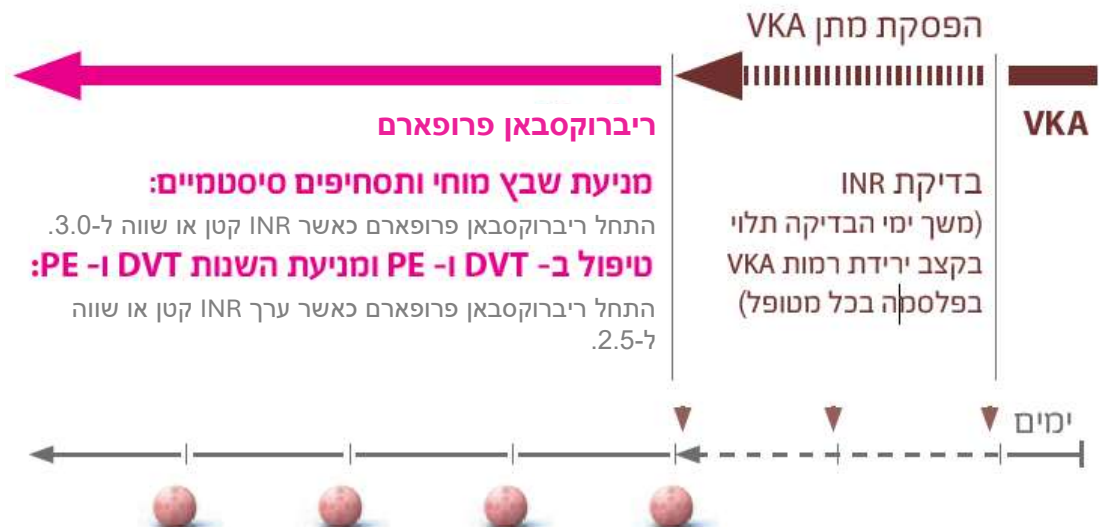 הפסקת מתן VKA
VKA
בדיקת INR
(משך ימי הבדיקה תלוי
בקצב ירידת רמות VKA
בפלסמה בכל מטופל)
ריברוקסבאן פרופארם
מניעת שבץ מוחי ותסחיפים סיסטמיים:
התחל ריברוקסבאן פרופארם כאשר INR קטן או שווה ל-3.0.
טיפול ב- DVT ו- PE ומניעת השנות DVT ו- PE:
התחל ריברוקסבאן פרופארם כאשר ערך INR קטן או שווה
ל-2.5.
ימים